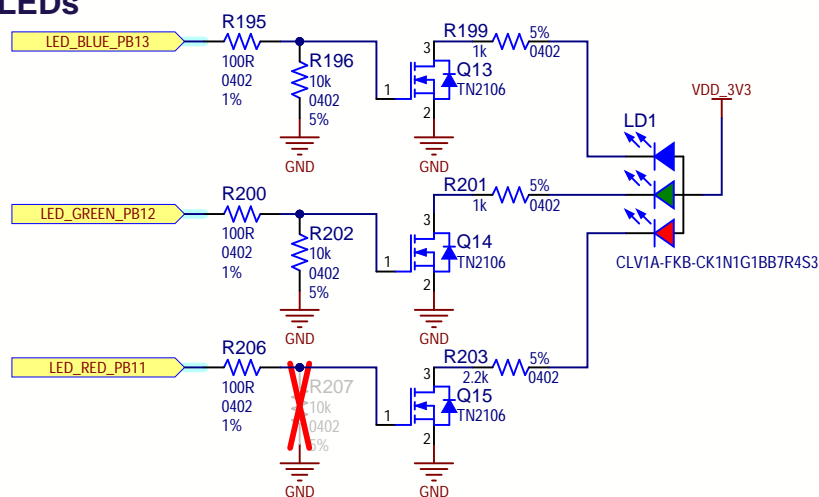 LEDs
LED_BLUE_PB13
R195
100R
0402
1%
R196
10k
0402
5%
GND
3
1
2
Q13
TN2106
GND
R199
1k
5%
0402
VDD_3V3
LD1
CLV1A-FKB-CK1N1G1BB7R4S3
LED_GREEN_PB12
R200
100R
0402
1%
R202
10k
0402
5%
GND
3
1
2
Q14
TN2106
GND
R201
1k
5%
0402
LED_RED_PB11
R206
100R
0402
1%
R207
10k
0402
5%
GND
3
1
2
Q15
TN2106
GND
R203
2.2k
5%
0402